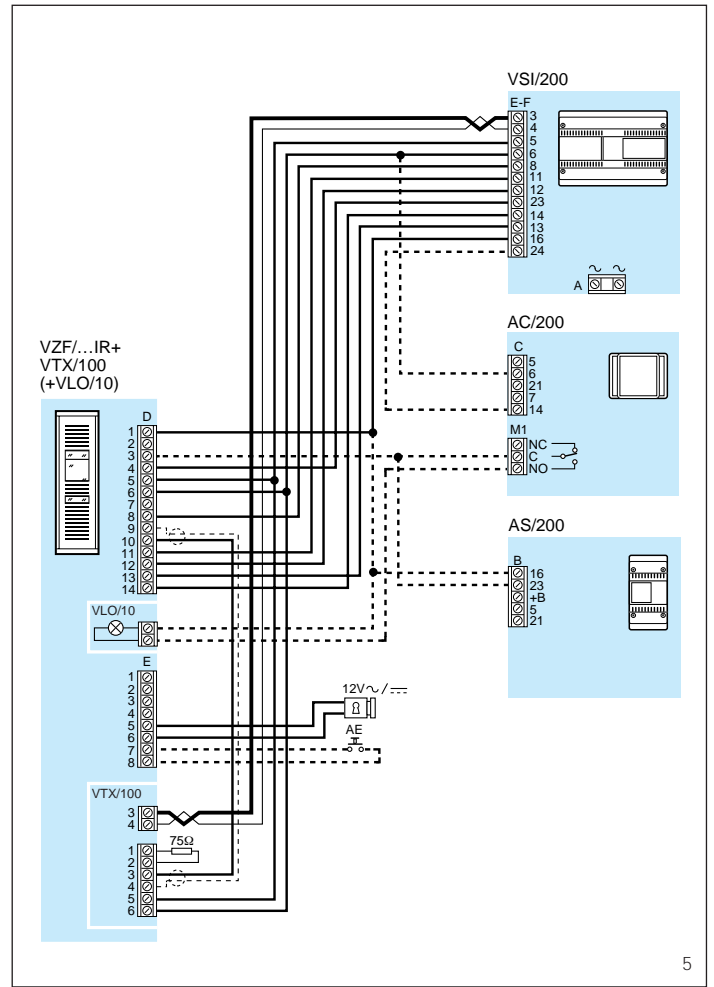 VSI/200
E-F
3
4
5
6
8
11
12
23
14
13
16
24
A
AC/200
C
5
6
21
7
14
M1
NC
C
NO
AS/200
B
16
23
+B
5
21
VZF/...IR+
VTX/100
(+VLO/10)
D
1
2
3
4
5
6
7
8
9
10
11
12
13
14
VLO/10
E
1
2
3
4
5
6
7
8
12V~/⎓
AE
VTX/100
3
4
75Ω
1
2
3
4
5
6
5